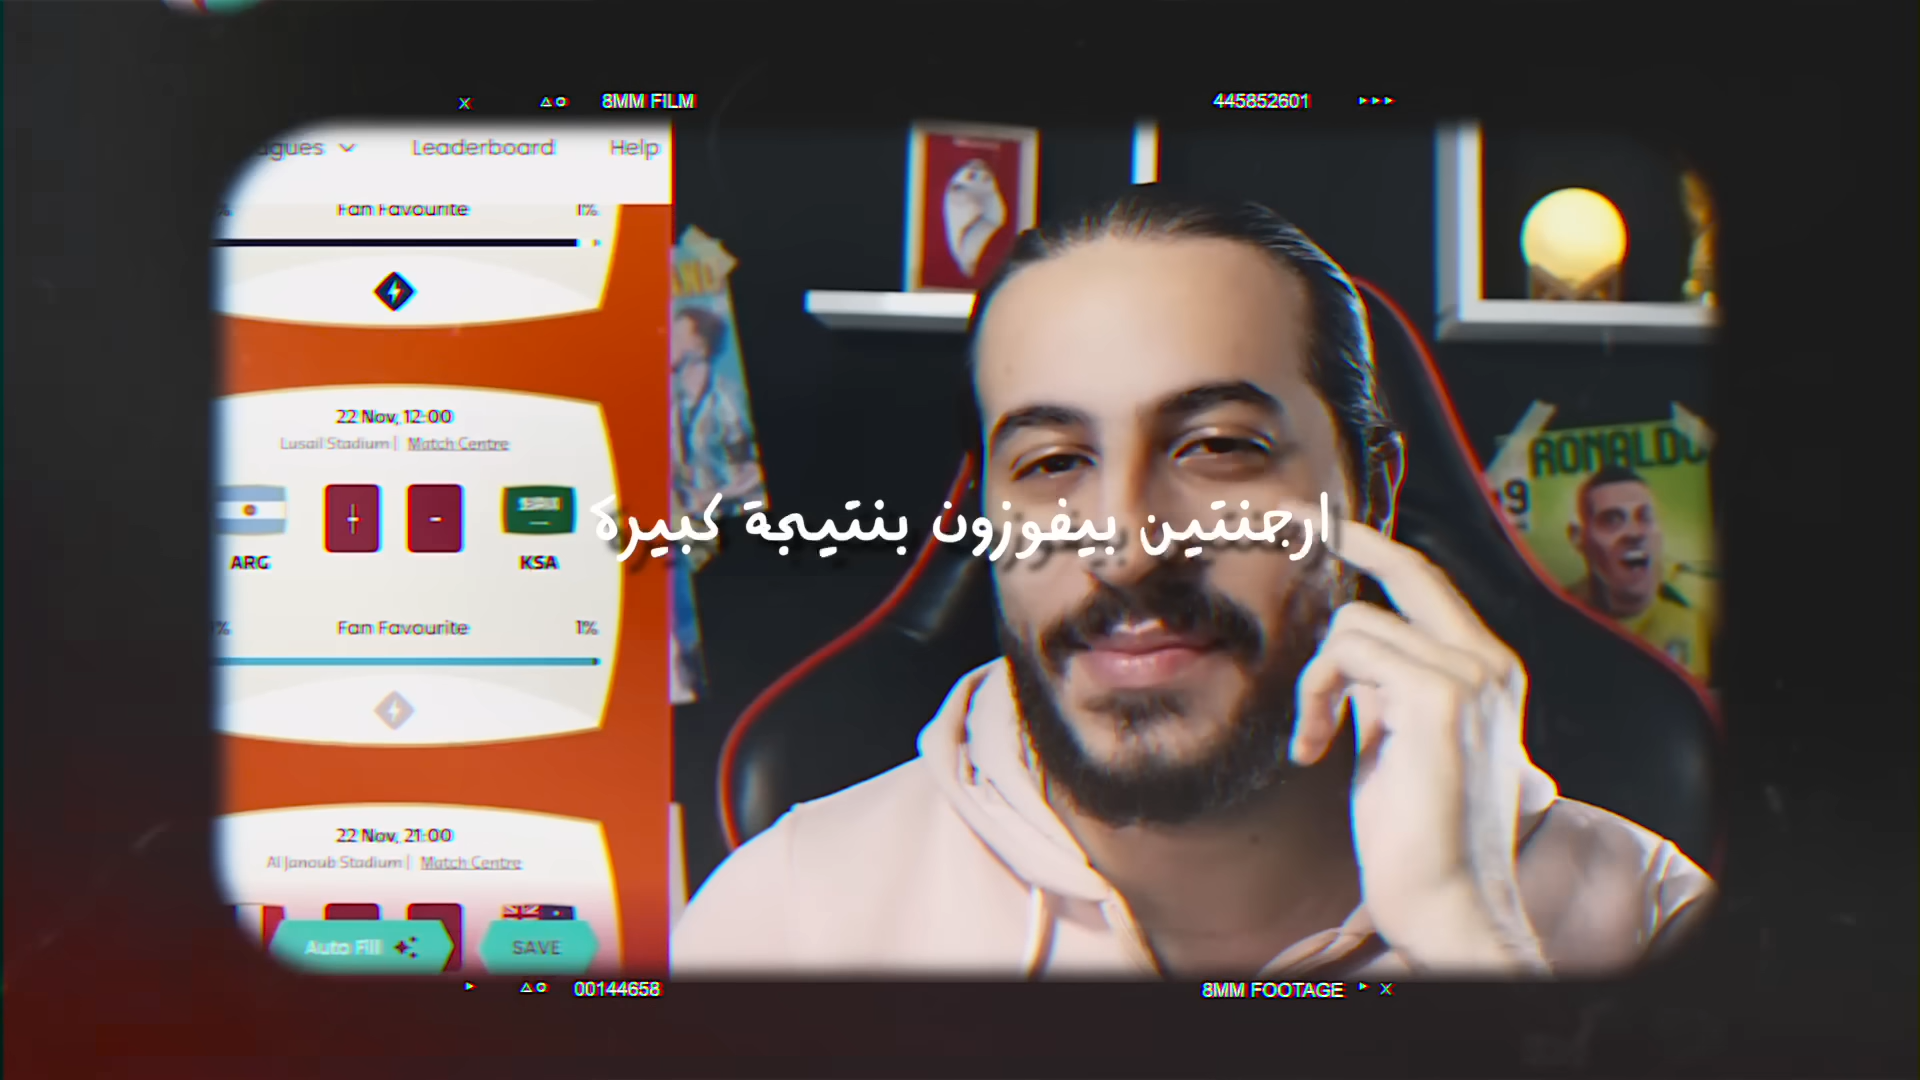 8MM FILM
445852601
Leaderboard
Help
Fan Favourite
1%
22 Nov, 12:00
Lusail Stadium | Match Centre
ARG
KSA
ارجنتين بيفوزون بنتيجة كبيرة
RONALDO
9
Fan Favourite
1%
22 Nov, 21:00
Al Janoub Stadium | Match Centre
Auto Fill
SAVE
00144658
8MM FOOTAGE